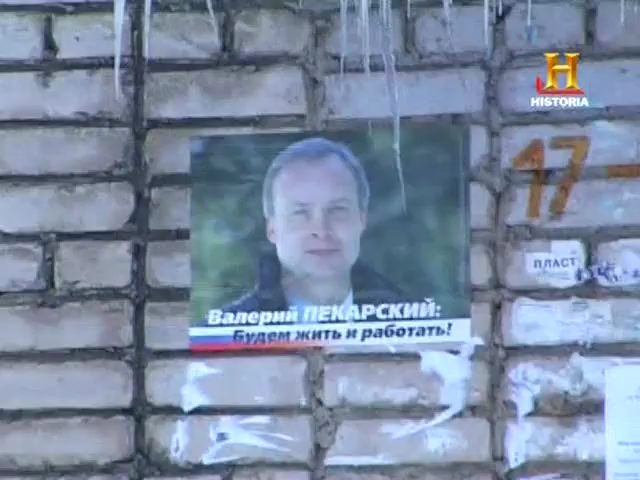 H
HISTORIA
17-
ПЛАСТ
Валерий ПЕКАРСКИЙ:
Будем жить и работать!